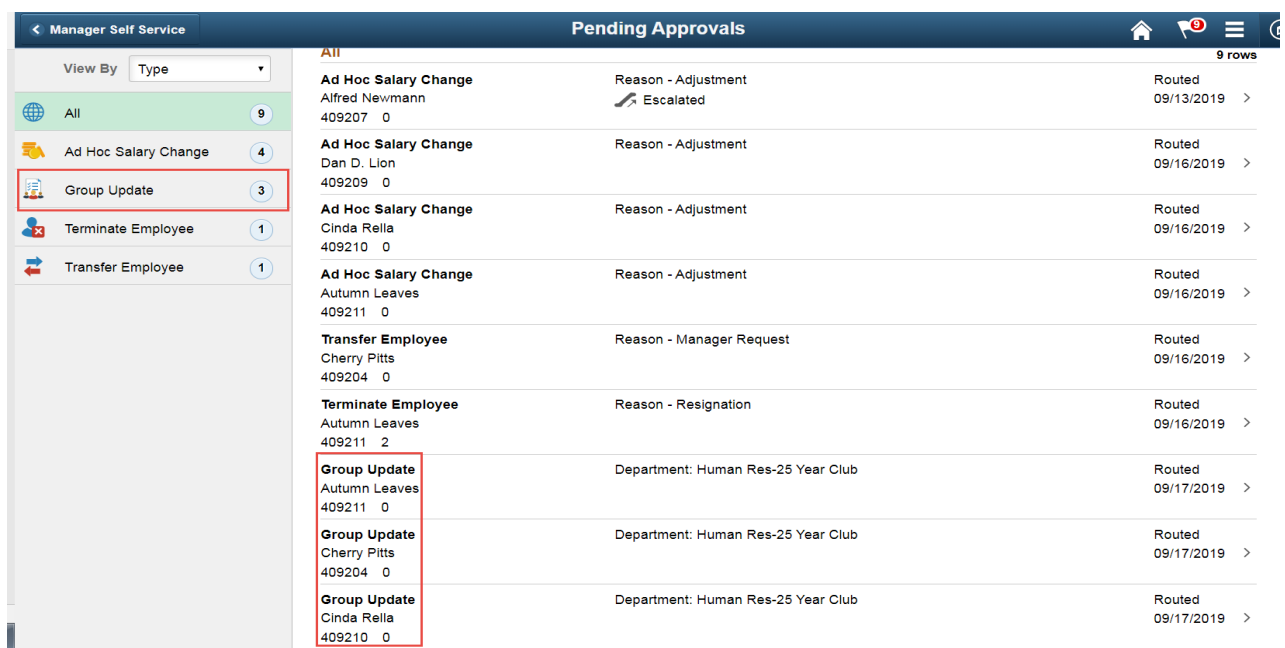 Manager Self Service
Pending Approvals
9
View By Type
All 9
Ad Hoc Salary Change 4
Group Update 3
Terminate Employee 1
Transfer Employee 1
All
9 rows
Ad Hoc Salary Change Reason - Adjustment Routed
Alfred Newmann Escalated 09/13/2019
409207 0
Ad Hoc Salary Change Reason - Adjustment Routed
Dan D. Lion 09/16/2019
409209 0
Ad Hoc Salary Change Reason - Adjustment Routed
Cinda Rella 09/16/2019
409210 0
Ad Hoc Salary Change Reason - Adjustment Routed
Autumn Leaves 09/16/2019
409211 0
Transfer Employee Reason - Manager Request Routed
Cherry Pitts 09/16/2019
409204 0
Terminate Employee Reason - Resignation Routed
Autumn Leaves 09/16/2019
409211 2
Group Update Department: Human Res-25 Year Club Routed
Autumn Leaves 09/17/2019
409211 0
Group Update Department: Human Res-25 Year Club Routed
Cherry Pitts 09/17/2019
409204 0
Group Update Department: Human Res-25 Year Club Routed
Cinda Rella 09/17/2019
409210 0